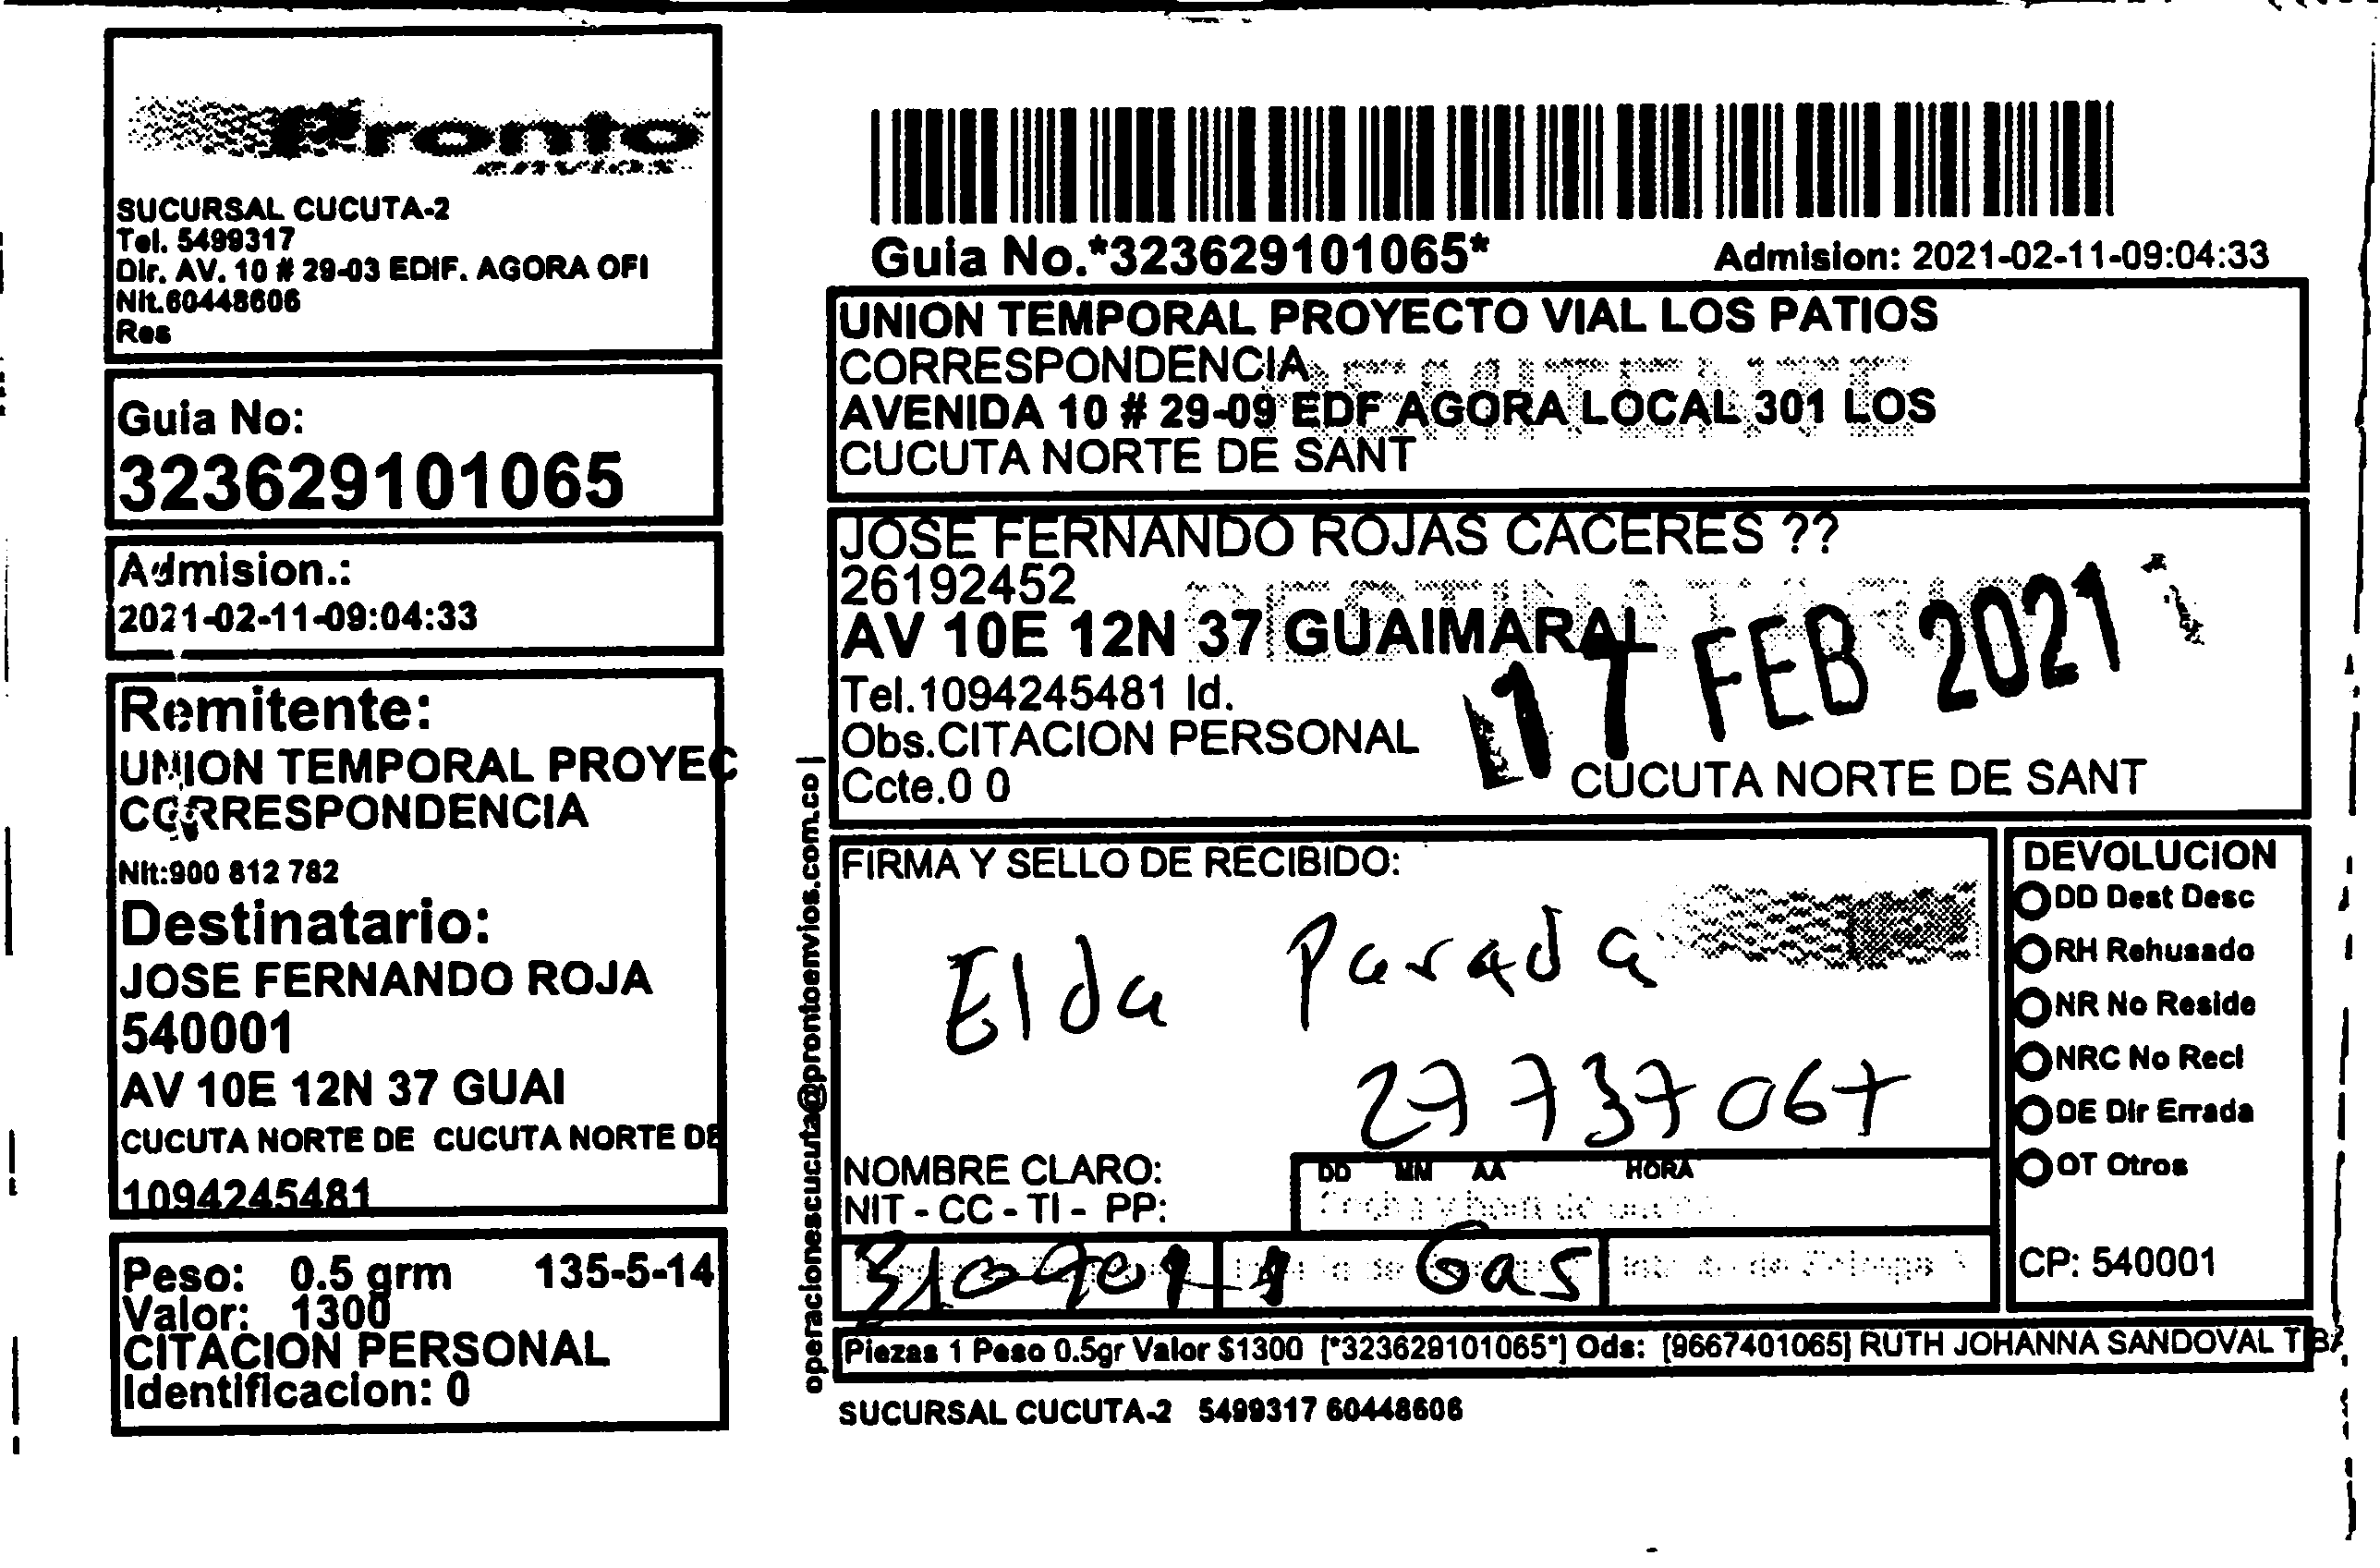 Pronto
envios
SUCURSAL CUCUTA-2
Tel. 5499317
Dir. AV. 10 # 29-03 EDIF. AGORA OFI
Nit.60448606
Res
Guia No:
323629101065
Admision.:
2021-02-11-09:04:33
Remitente:
UNION TEMPORAL PROYEC
CORRESPONDENCIA
Nit:900 812 782
Destinatario:
JOSE FERNANDO ROJA
540001
AV 10E 12N 37 GUAI
CUCUTA NORTE DE CUCUTA NORTE DE
1094245481
Peso: 0.5 grm 135-5-14
Valor: 1300
CITACION PERSONAL
Identificacion: 0
operacionescucuta@prontoenvios.com.co |
Guia No.*323629101065* Admision: 2021-02-11-09:04:33
UNION TEMPORAL PROYECTO VIAL LOS PATIOS
CORRESPONDENCIA
REMITENTE
AVENIDA 10 # 29-09 EDF AGORA LOCAL 301 LOS
CUCUTA NORTE DE SANT
JOSE FERNANDO ROJAS CACERES ??
26192452
DESTINATARIO
AV 10E 12N 37 GUAIMARAL
17 FEB 2021
Tel.1094245481 Id.
Obs.CITACION PERSONAL
Ccte.0 0
CUCUTA NORTE DE SANT
FIRMA Y SELLO DE RECIBIDO:
Elda Parada
27737067
NOMBRE CLARO:
NIT - CC - TI - PP:
DD MM AA HORA
Gas
DEVOLUCION
DD Dest Desc
RH Rehusado
NR No Reside
NRC No Recl
DE Dir Errada
OT Otros
CP: 540001
Piezas 1 Peso 0.5gr Valor $1300 [*323629101065*] Ods: [9667401065] RUTH JOHANNA SANDOVAL TIBA
SUCURSAL CUCUTA-2 5499317 60448606